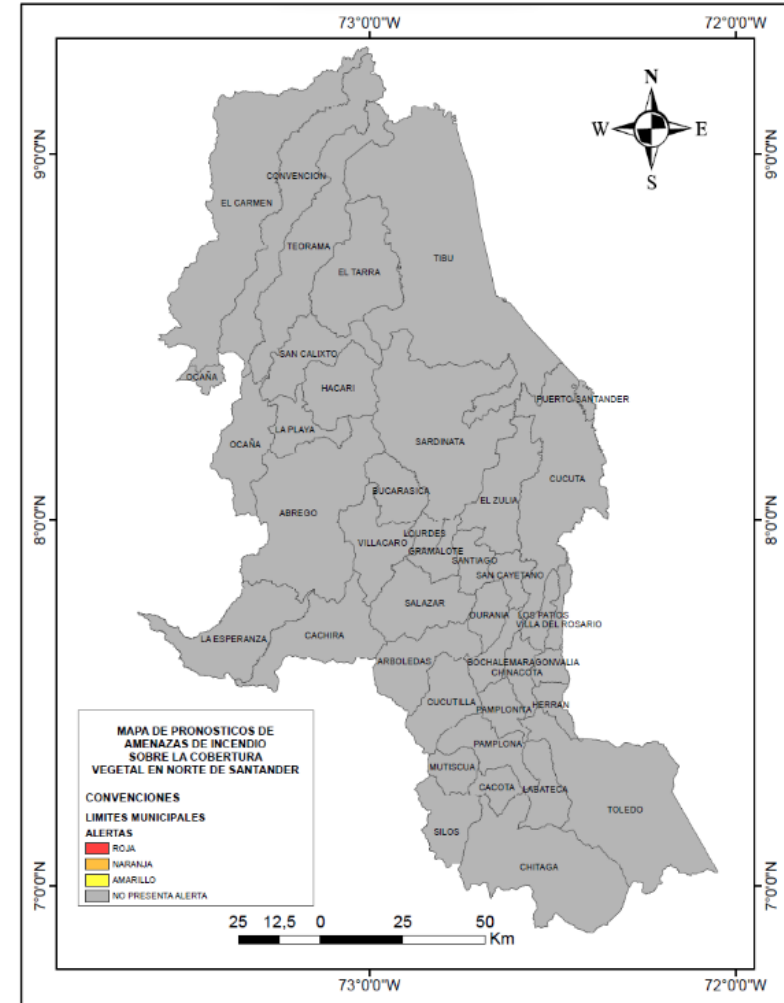 73°0'0"W
72°0'0"W
N
W
E
S
9°0'0"N
9°0'0"N
CONVENCION
EL CARMEN
TEORAMA
EL TARRA
TIBU
SAN CALIXTO
OCAÑA
HACARI
PUERTO SANTANDER
LA PLAYA
OCAÑA
SARDINATA
CUCUTA
BUCARASICA
EL ZULIA
ABREGO
8°0'0"N
8°0'0"N
LOURDES
VILLACARO
GRAMALOTE
SANTIAGO
SAN CAYETANO
SALAZAR
DURANIA
LOS PATIOS
VILLA DEL ROSARIO
LA ESPERANZA
CACHIRA
ARBOLEDAS
BOCHALEMARAGONVALIA
CHINACOTA
CUCUTILLA
PAMPLONITA
HERRAN
PAMPLONA
MUTISCUA
CACOTA
LABATECA
TOLEDO
SILOS
CHITAGA
MAPA DE PRONOSTICOS DE
AMENAZAS DE INCENDIO
SOBRE LA COBERTURA
VEGETAL EN NORTE DE SANTANDER
CONVENCIONES
LIMITES MUNICIPALES
ALERTAS
ROJA
NARANJA
AMARILLO
NO PRESENTA ALERTA
7°0'0"N
7°0'0"N
25 12,5 0 25 50
Km
73°0'0"W
72°0'0"W